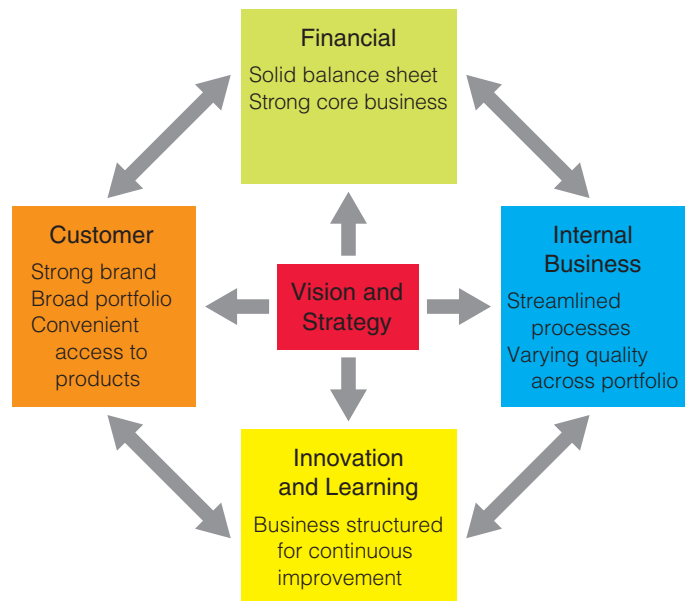 Financial
Solid balance sheet
Strong core business
Customer
Strong brand
Broad portfolio
Convenient
access to
products
Vision and
Strategy
Internal
Business
Streamlined
processes
Varying quality
across portfolio
Innovation
and Learning
Business structured
for continuous
improvement